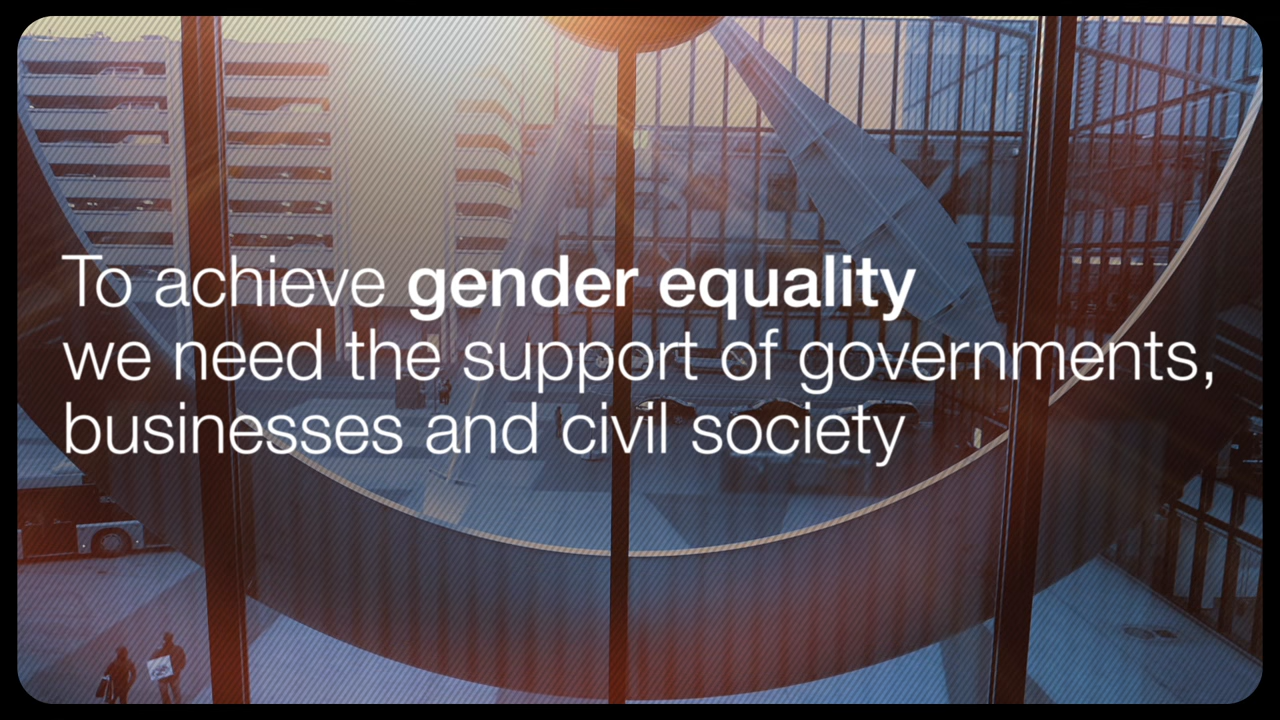 To achieve gender equality
we need the support of governments,
businesses and civil society